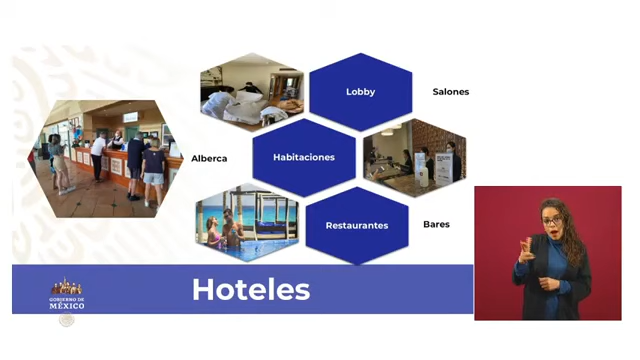 Lobby
Salones
Alberca
Habitaciones
Restaurantes
Bares
Hoteles
GOBIERNO DE
MÉXICO